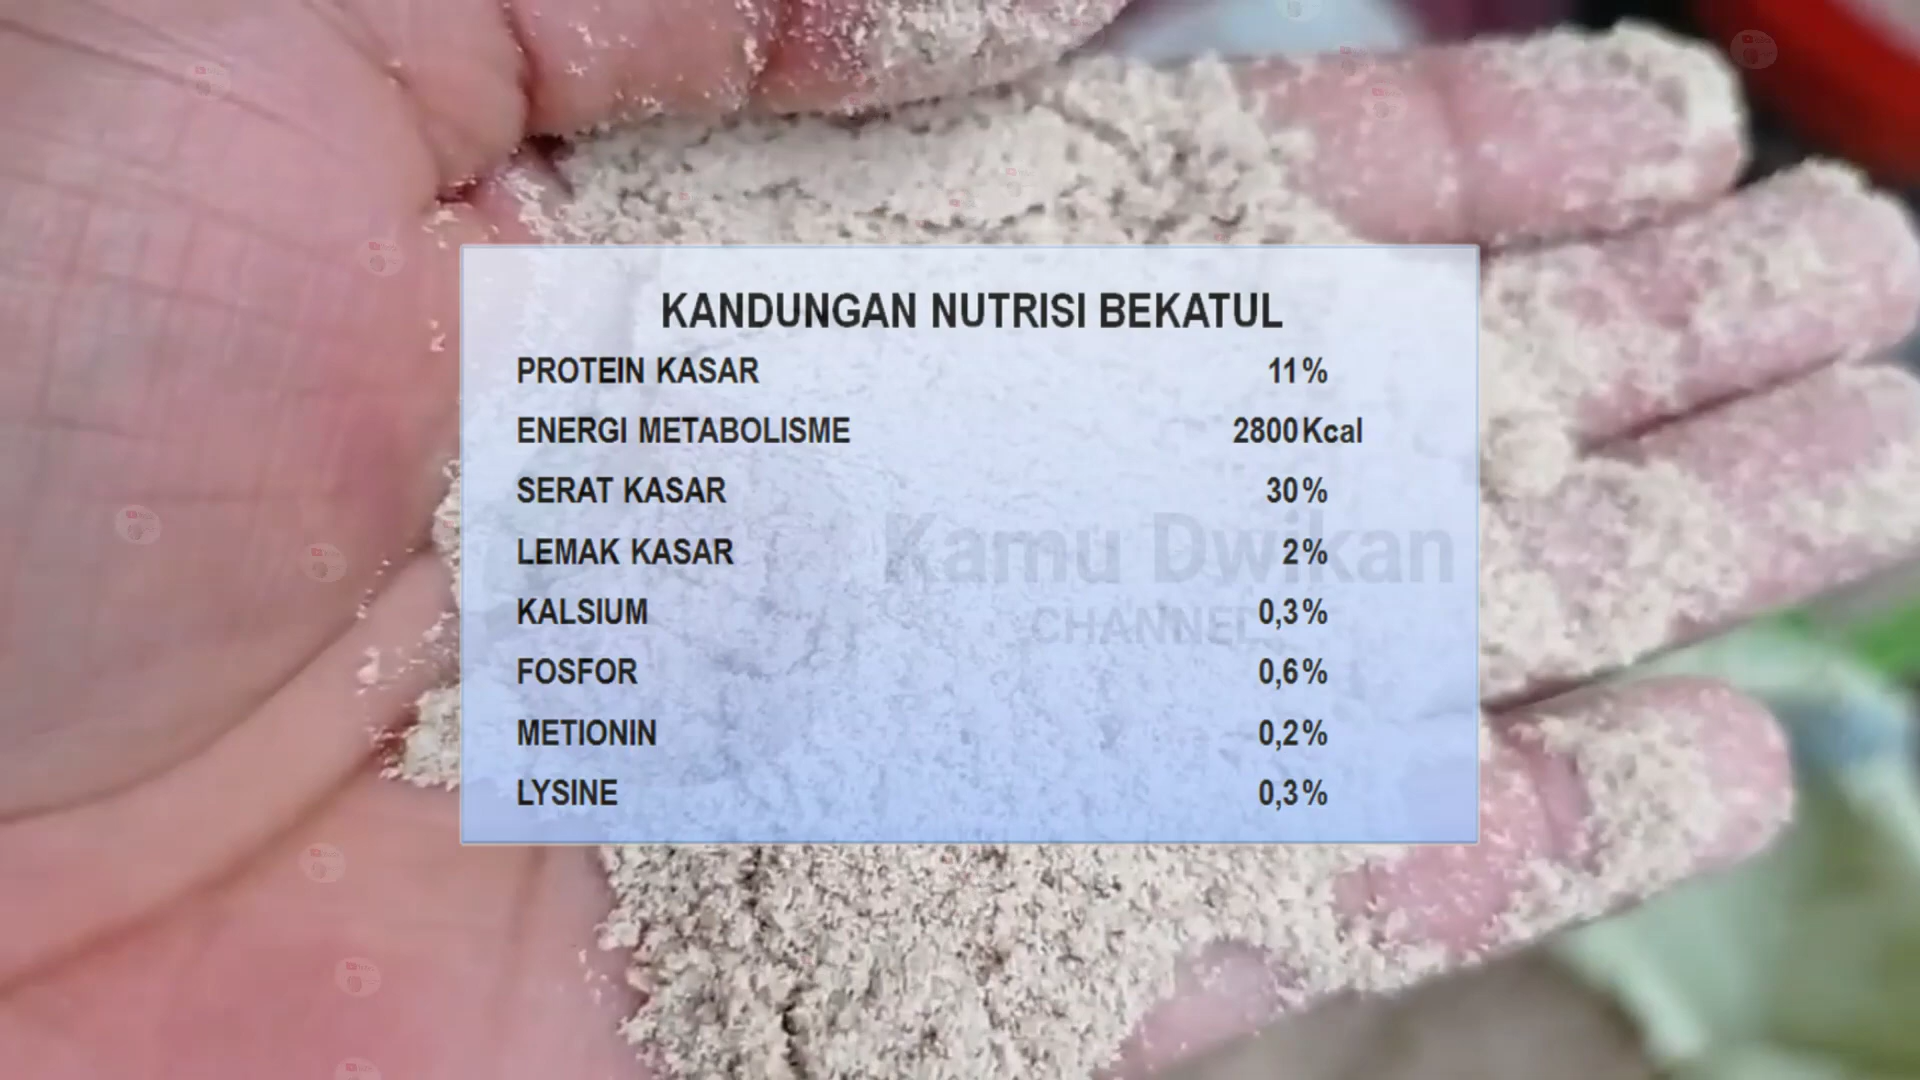 KANDUNGAN NUTRISI BEKATUL
PROTEIN KASAR 11%
ENERGI METABOLISME 2800 Kcal
SERAT KASAR 30%
LEMAK KASAR 2%
Kamu Dwikan
CHANNEL
KALSIUM 0,3%
FOSFOR 0,6%
METIONIN 0,2%
LYSINE 0,3%